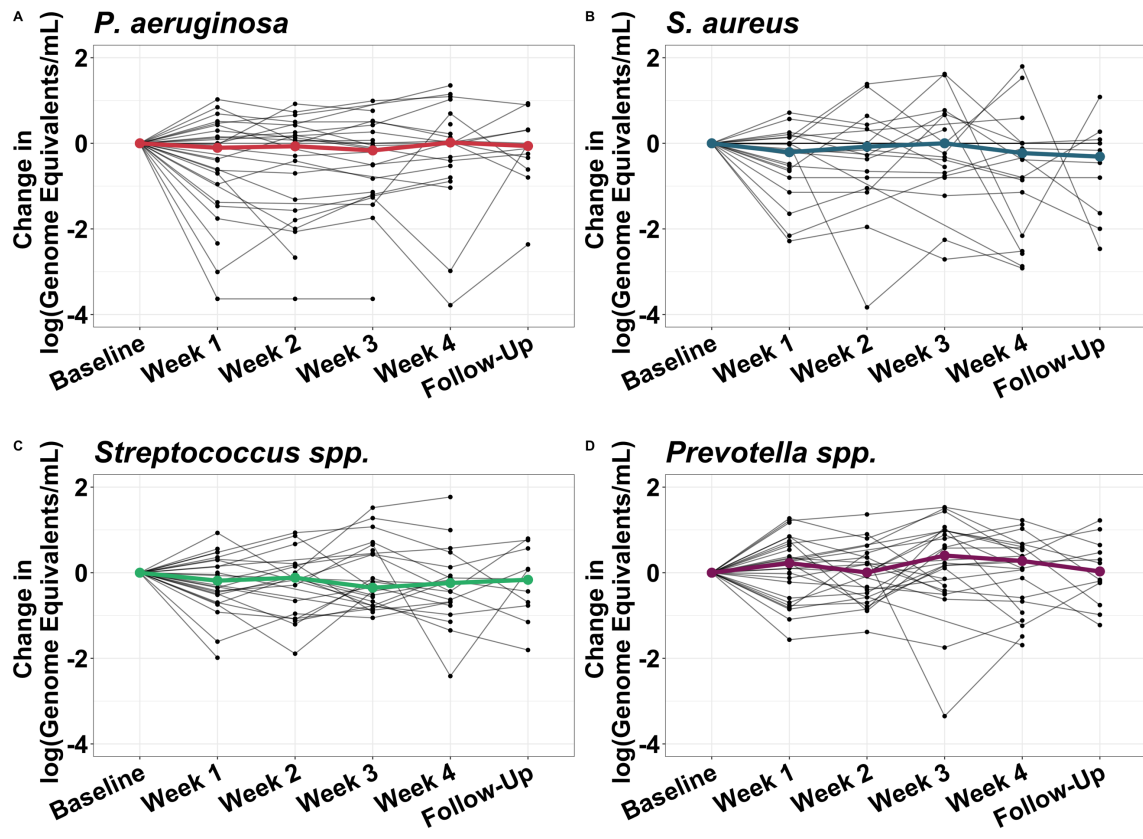 A
P. aeruginosa
Change in
log(Genome Equivalents/mL)
2
0
-2
-4
Baseline
Week 1
Week 2
Week 3
Week 4
Follow-Up
B
S. aureus
Change in
log(Genome Equivalents/mL)
2
0
-2
-4
Baseline
Week 1
Week 2
Week 3
Week 4
Follow-Up
C
Streptococcus spp.
Change in
log(Genome Equivalents/mL)
2
0
-2
-4
Baseline
Week 1
Week 2
Week 3
Week 4
Follow-Up
D
Prevotella spp.
Change in
log(Genome Equivalents/mL)
2
0
-2
-4
Baseline
Week 1
Week 2
Week 3
Week 4
Follow-Up